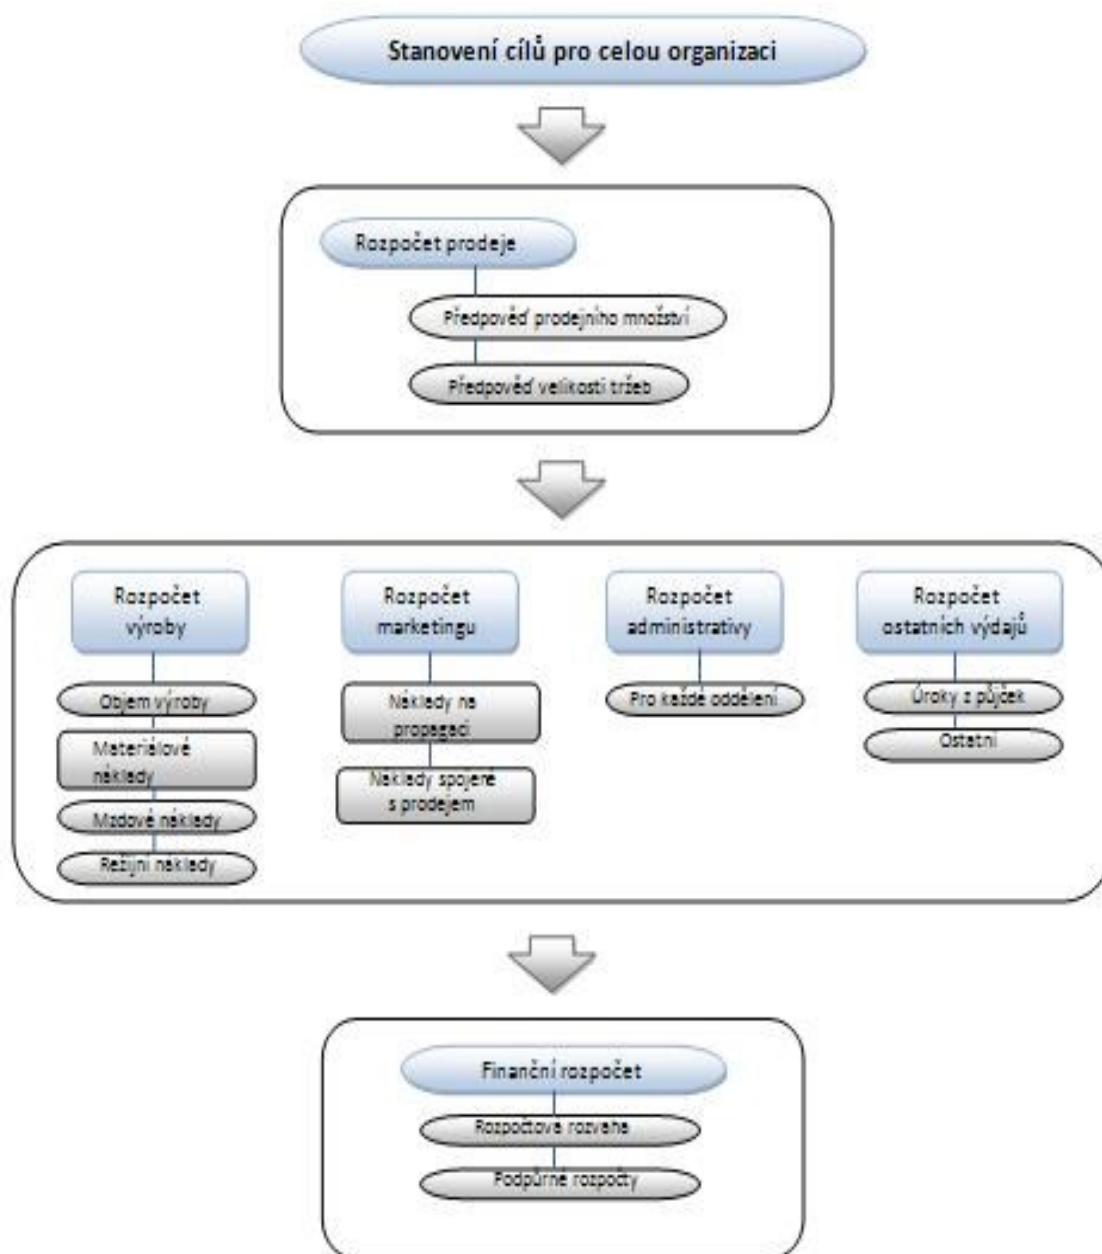 Stanovení cílů pro celou organizaci
Rozpočet prodeje
Předpověď prodejního množství
Předpověď velikosti tržeb
Rozpočet
výroby
Objem výroby
Materiálové
náklady
Mzdové náklady
Režijní náklady
Rozpočet
marketingu
Náklady na
propagaci
Náklady spojené
s prodejem
Rozpočet
administrativy
Pro každé oddělení
Rozpočet
ostatních výdajů
Úroky z půjček
Ostatní
Finanční rozpočet
Rozpočtová rozvaha
Podpůrné rozpočty